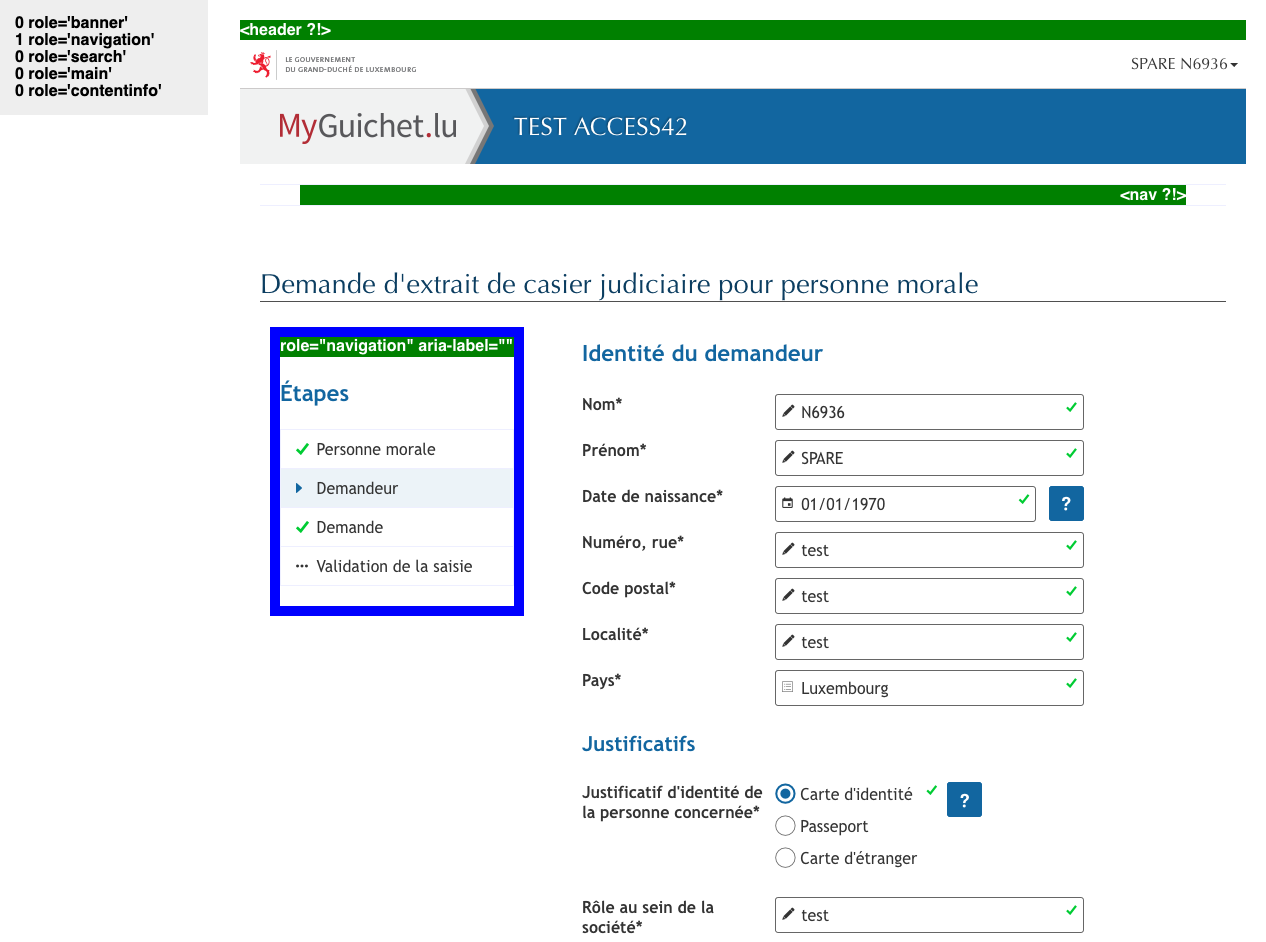 0 role='banner'
1 role='navigation'
0 role='search'
0 role='main'
0 role='contentinfo'
<header ?!>
LE GOUVERNEMENT
DU GRAND-DUCHÉ DE LUXEMBOURG
SPARE N6936
MyGuichet.lu
TEST ACCESS42
<nav ?!>
Demande d'extrait de casier judiciaire pour personne morale
role="navigation" aria-label=""
Étapes
Personne morale
Demandeur
Demande
Validation de la saisie
Identité du demandeur
Nom*
N6936
Prénom*
SPARE
Date de naissance*
01/01/1970
?
Numéro, rue*
test
Code postal*
test
Localité*
test
Pays*
Luxembourg
Justificatifs
Justificatif d'identité de
la personne concernée*
Carte d'identité
?
Passeport
Carte d'étranger
Rôle au sein de la
société*
test